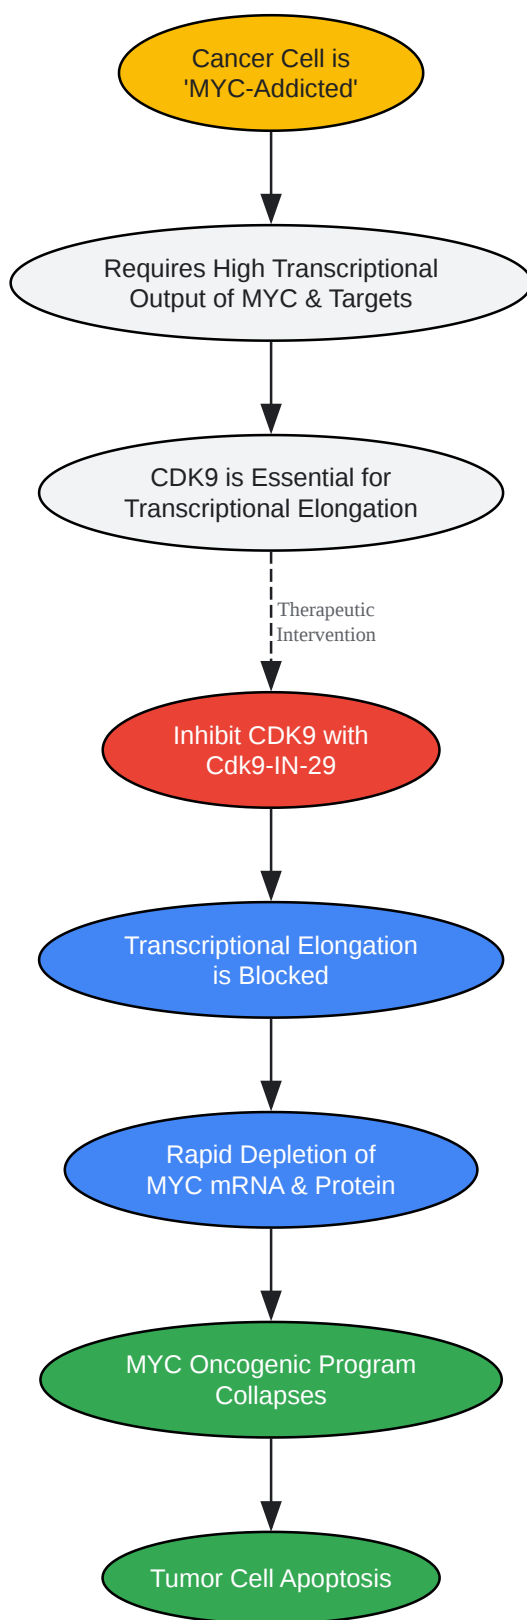 Cancer Cell is
'MYC-Addicted'
Requires High Transcriptional
Output of MYC & Targets
CDK9 is Essential for
Transcriptional Elongation
Therapeutic
Intervention
Inhibit CDK9 with
Cdk9-IN-29
Transcriptional Elongation
is Blocked
Rapid Depletion of
MYC mRNA & Protein
MYC Oncogenic Program
Collapses
Tumor Cell Apoptosis